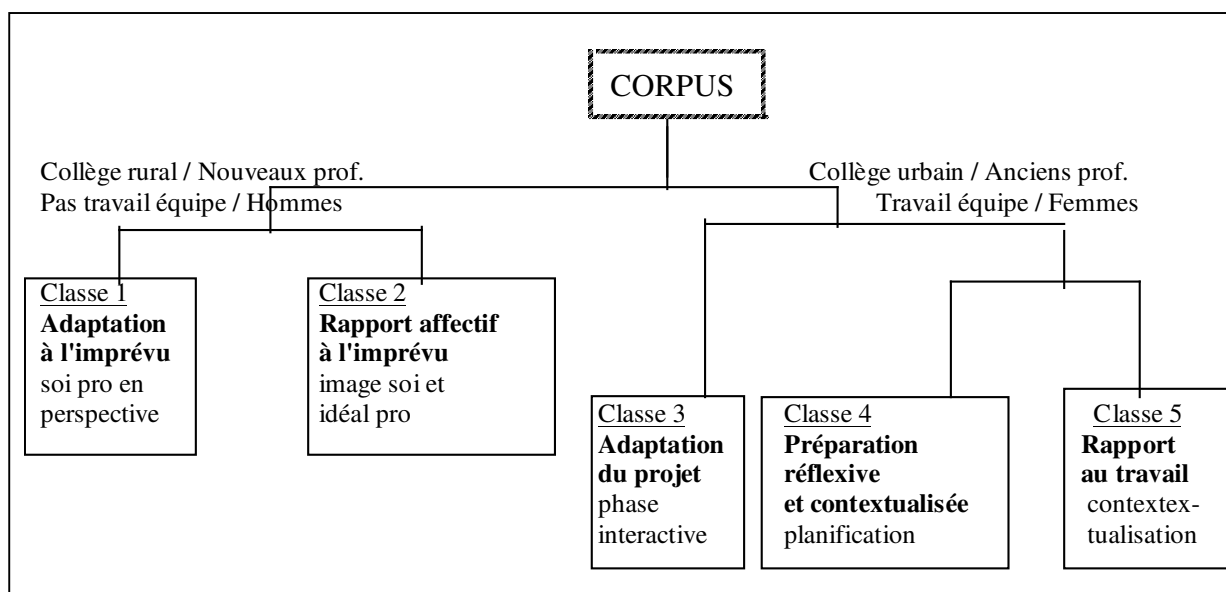 CORPUS
Collège rural / Nouveaux prof.
Pas travail équipe / Hommes
Collège urbain / Anciens prof.
Travail équipe / Femmes
Classe 1
Adaptation
à l'imprévu
soi pro en
perspective
Classe 2
Rapport affectif
à l'imprévu
image soi et
idéal pro
Classe 3
Adaptation
du projet
phase
interactive
Classe 4
Préparation
réflexive
et contextualisée
planification
Classe 5
Rapport
au travail
contextex-
tualisation